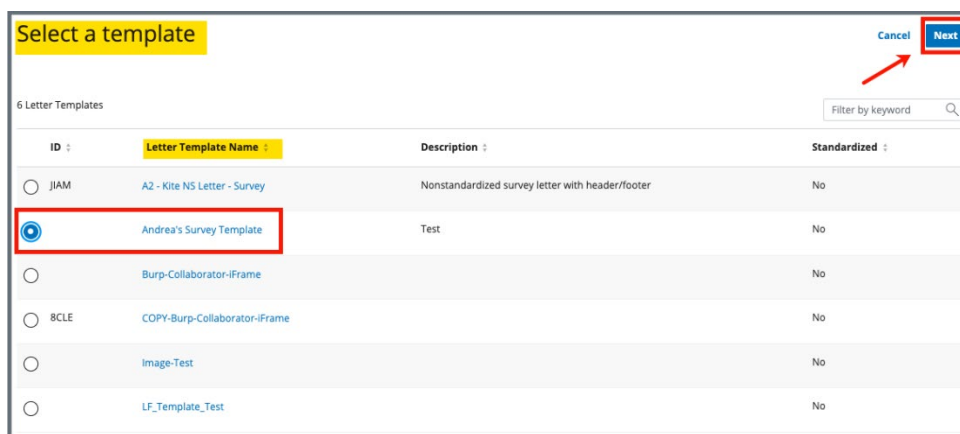 Select a template
Cancel
Next
6 Letter Templates
Filter by keyword
ID Letter Template Name Description Standardized
JIAM A2 - Kite NS Letter - Survey Nonstandardized survey letter with header/footer No
Andrea's Survey Template Test No
Burp-Collaborator-iFrame No
8CLE COPY-Burp-Collaborator-iFrame No
Image-Test No
LF_Template_Test No